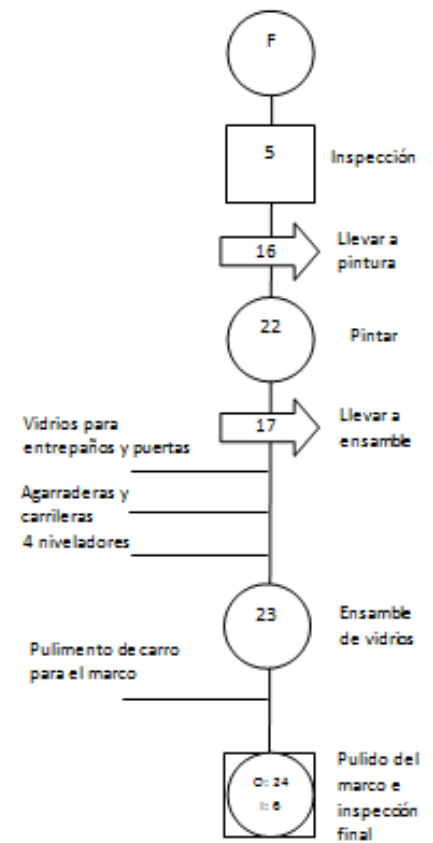 F
5
Inspección
16
Llevar a
pintura
22
Pintar
17
Llevar a
ensamble
Vidrios para
entrepaños y puertas
Agarraderas y
carrileras
4 niveladores
23
Ensamble
de vidrios
Pulimento de carro
para el marco
O: 24
I: 6
Pulido del
marco e
inspección
final